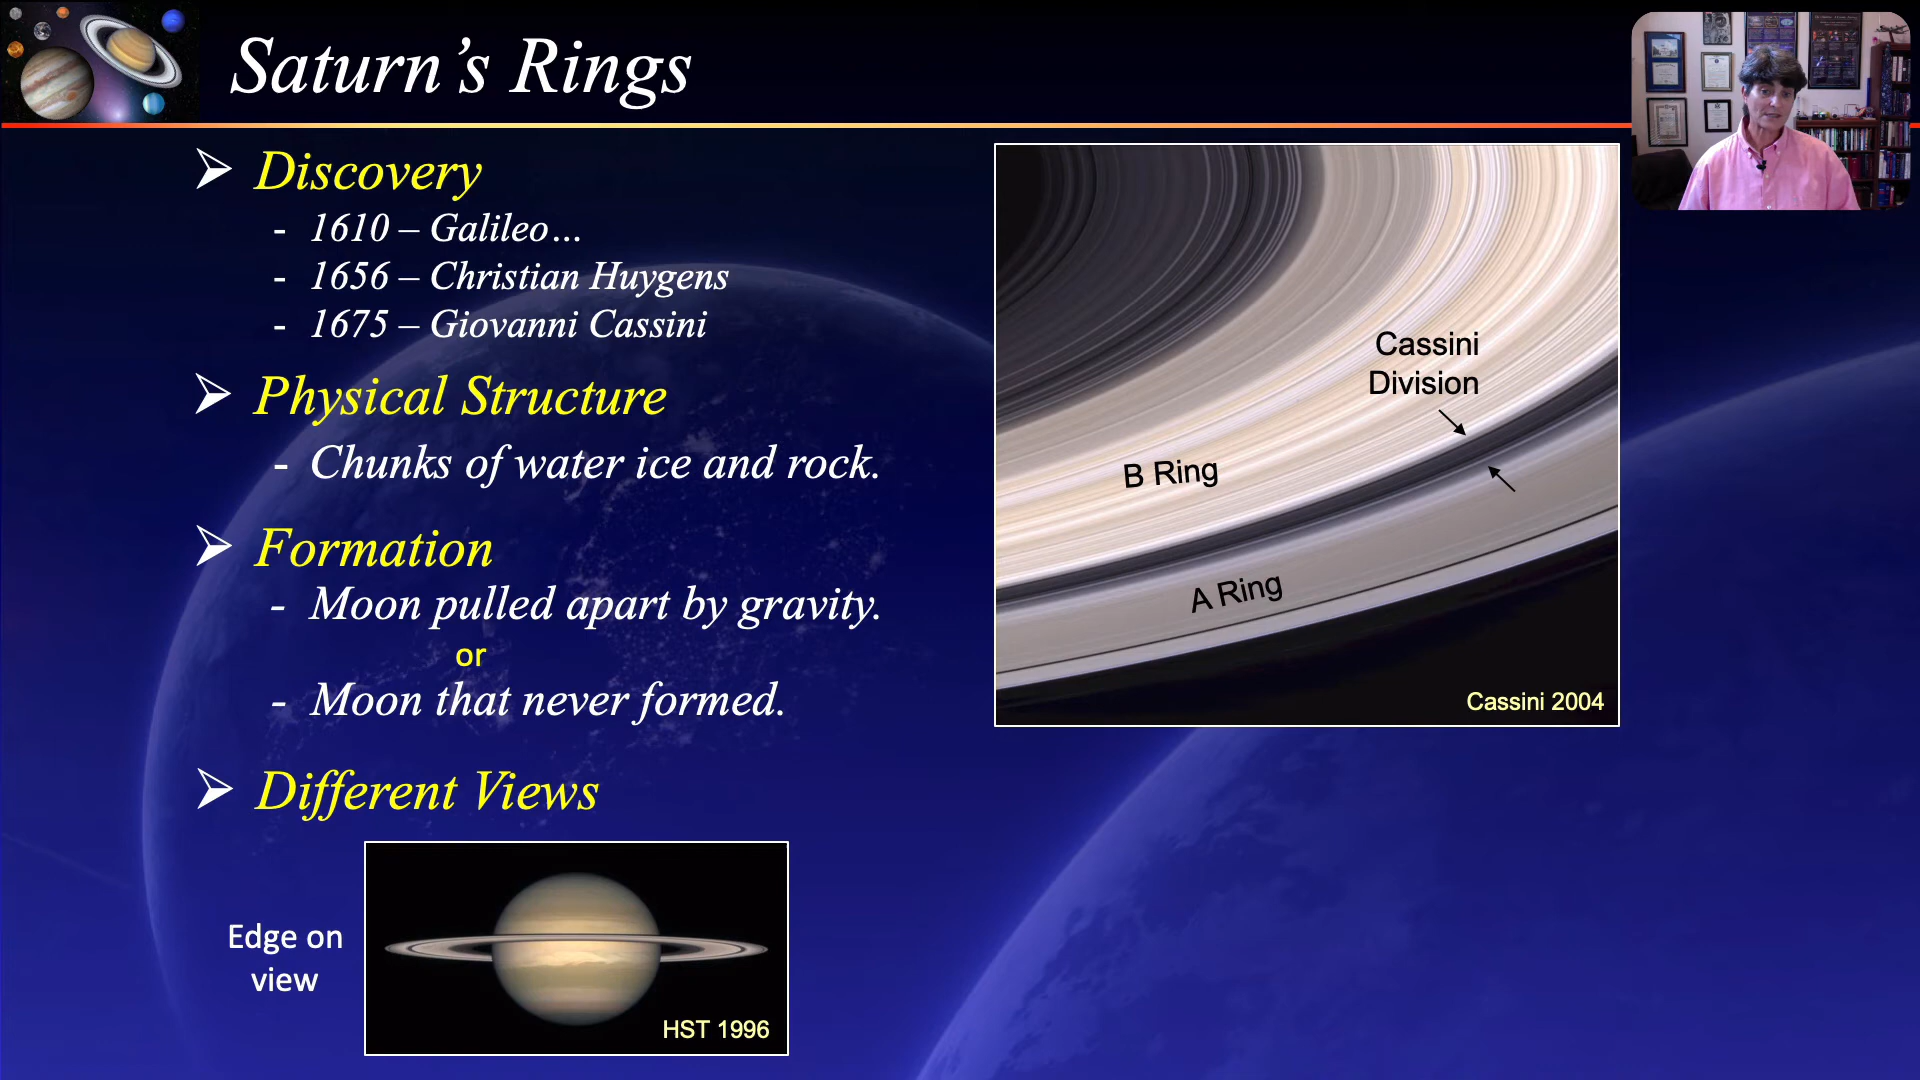 Saturn’s Rings
➢ Discovery
- 1610 – Galileo…
- 1656 – Christian Huygens
- 1675 – Giovanni Cassini
➢ Physical Structure
- Chunks of water ice and rock.
➢ Formation
- Moon pulled apart by gravity.
or
- Moon that never formed.
➢ Different Views
Edge on
view
HST 1996
Cassini
Division
B Ring
A Ring
Cassini 2004